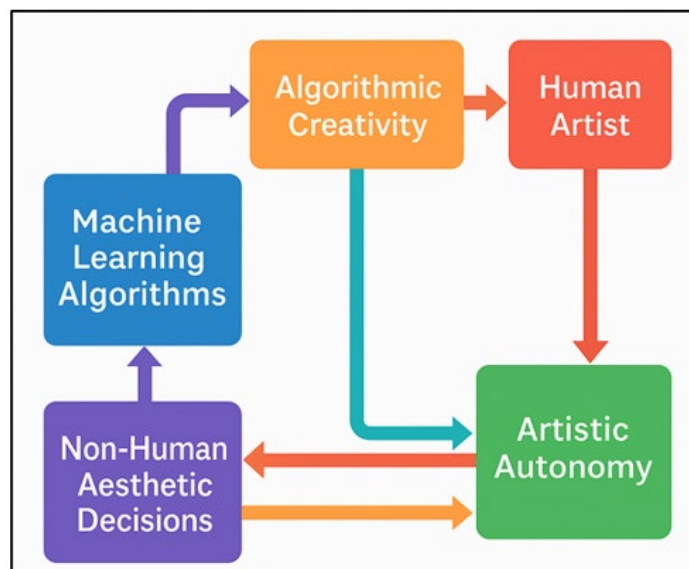 Algorithmic
Creativity
Human
Artist
Machine
Learning
Algorithms
Non-Human
Aesthetic
Decisions
Artistic
Autonomy